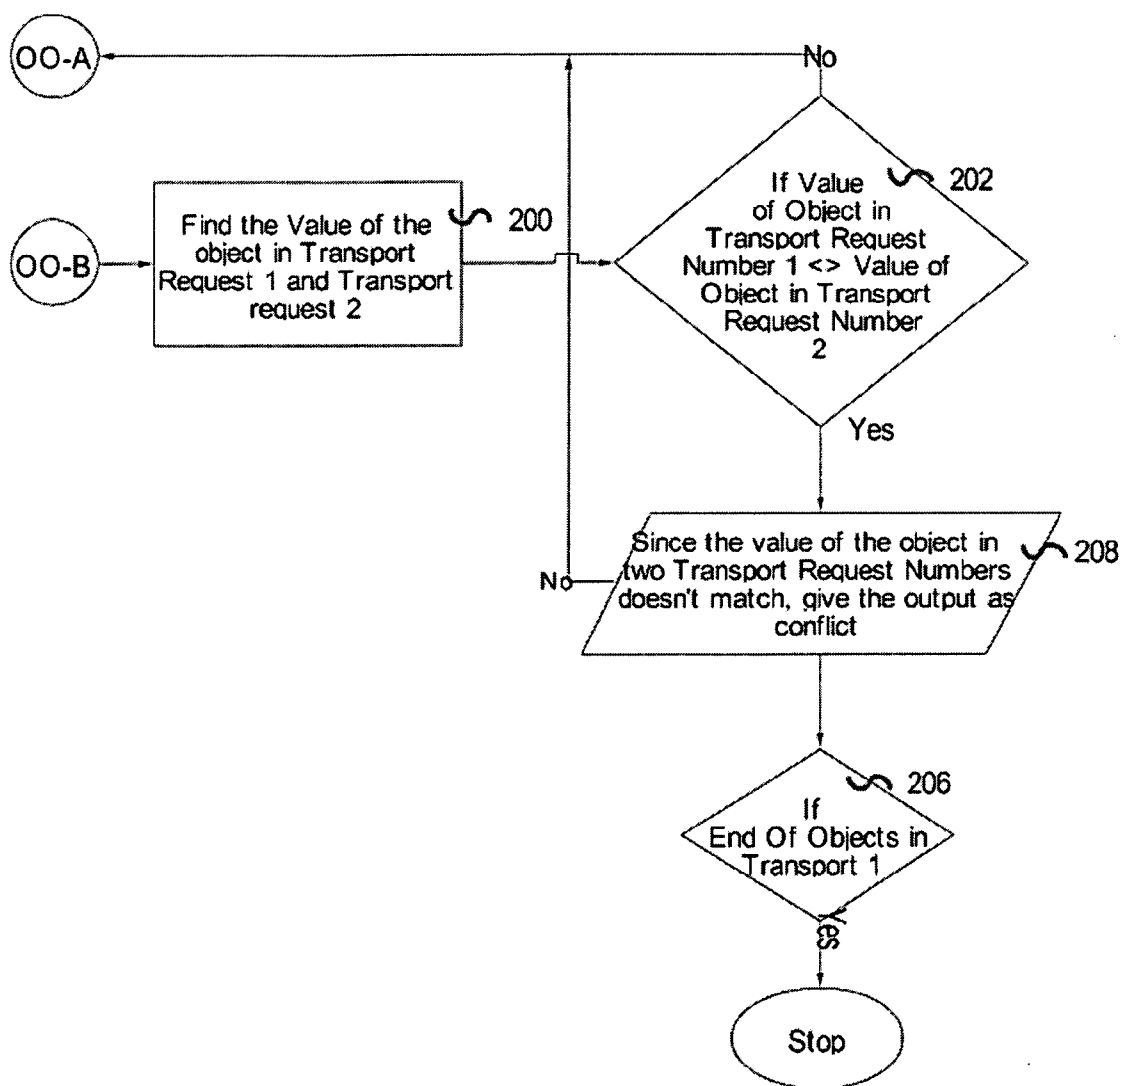 OO-A
No
If Value
of Object in
Transport Request
Number 1 <> Value of
Object in Transport
Request Number
2
202
OO-B
Find the Value of the
object in Transport
Request 1 and Transport
request 2
200
Yes
Since the value of the object in
two Transport Request Numbers
doesn't match, give the output as
conflict
208
No
If
End Of Objects in
Transport 1
206
Yes
Stop